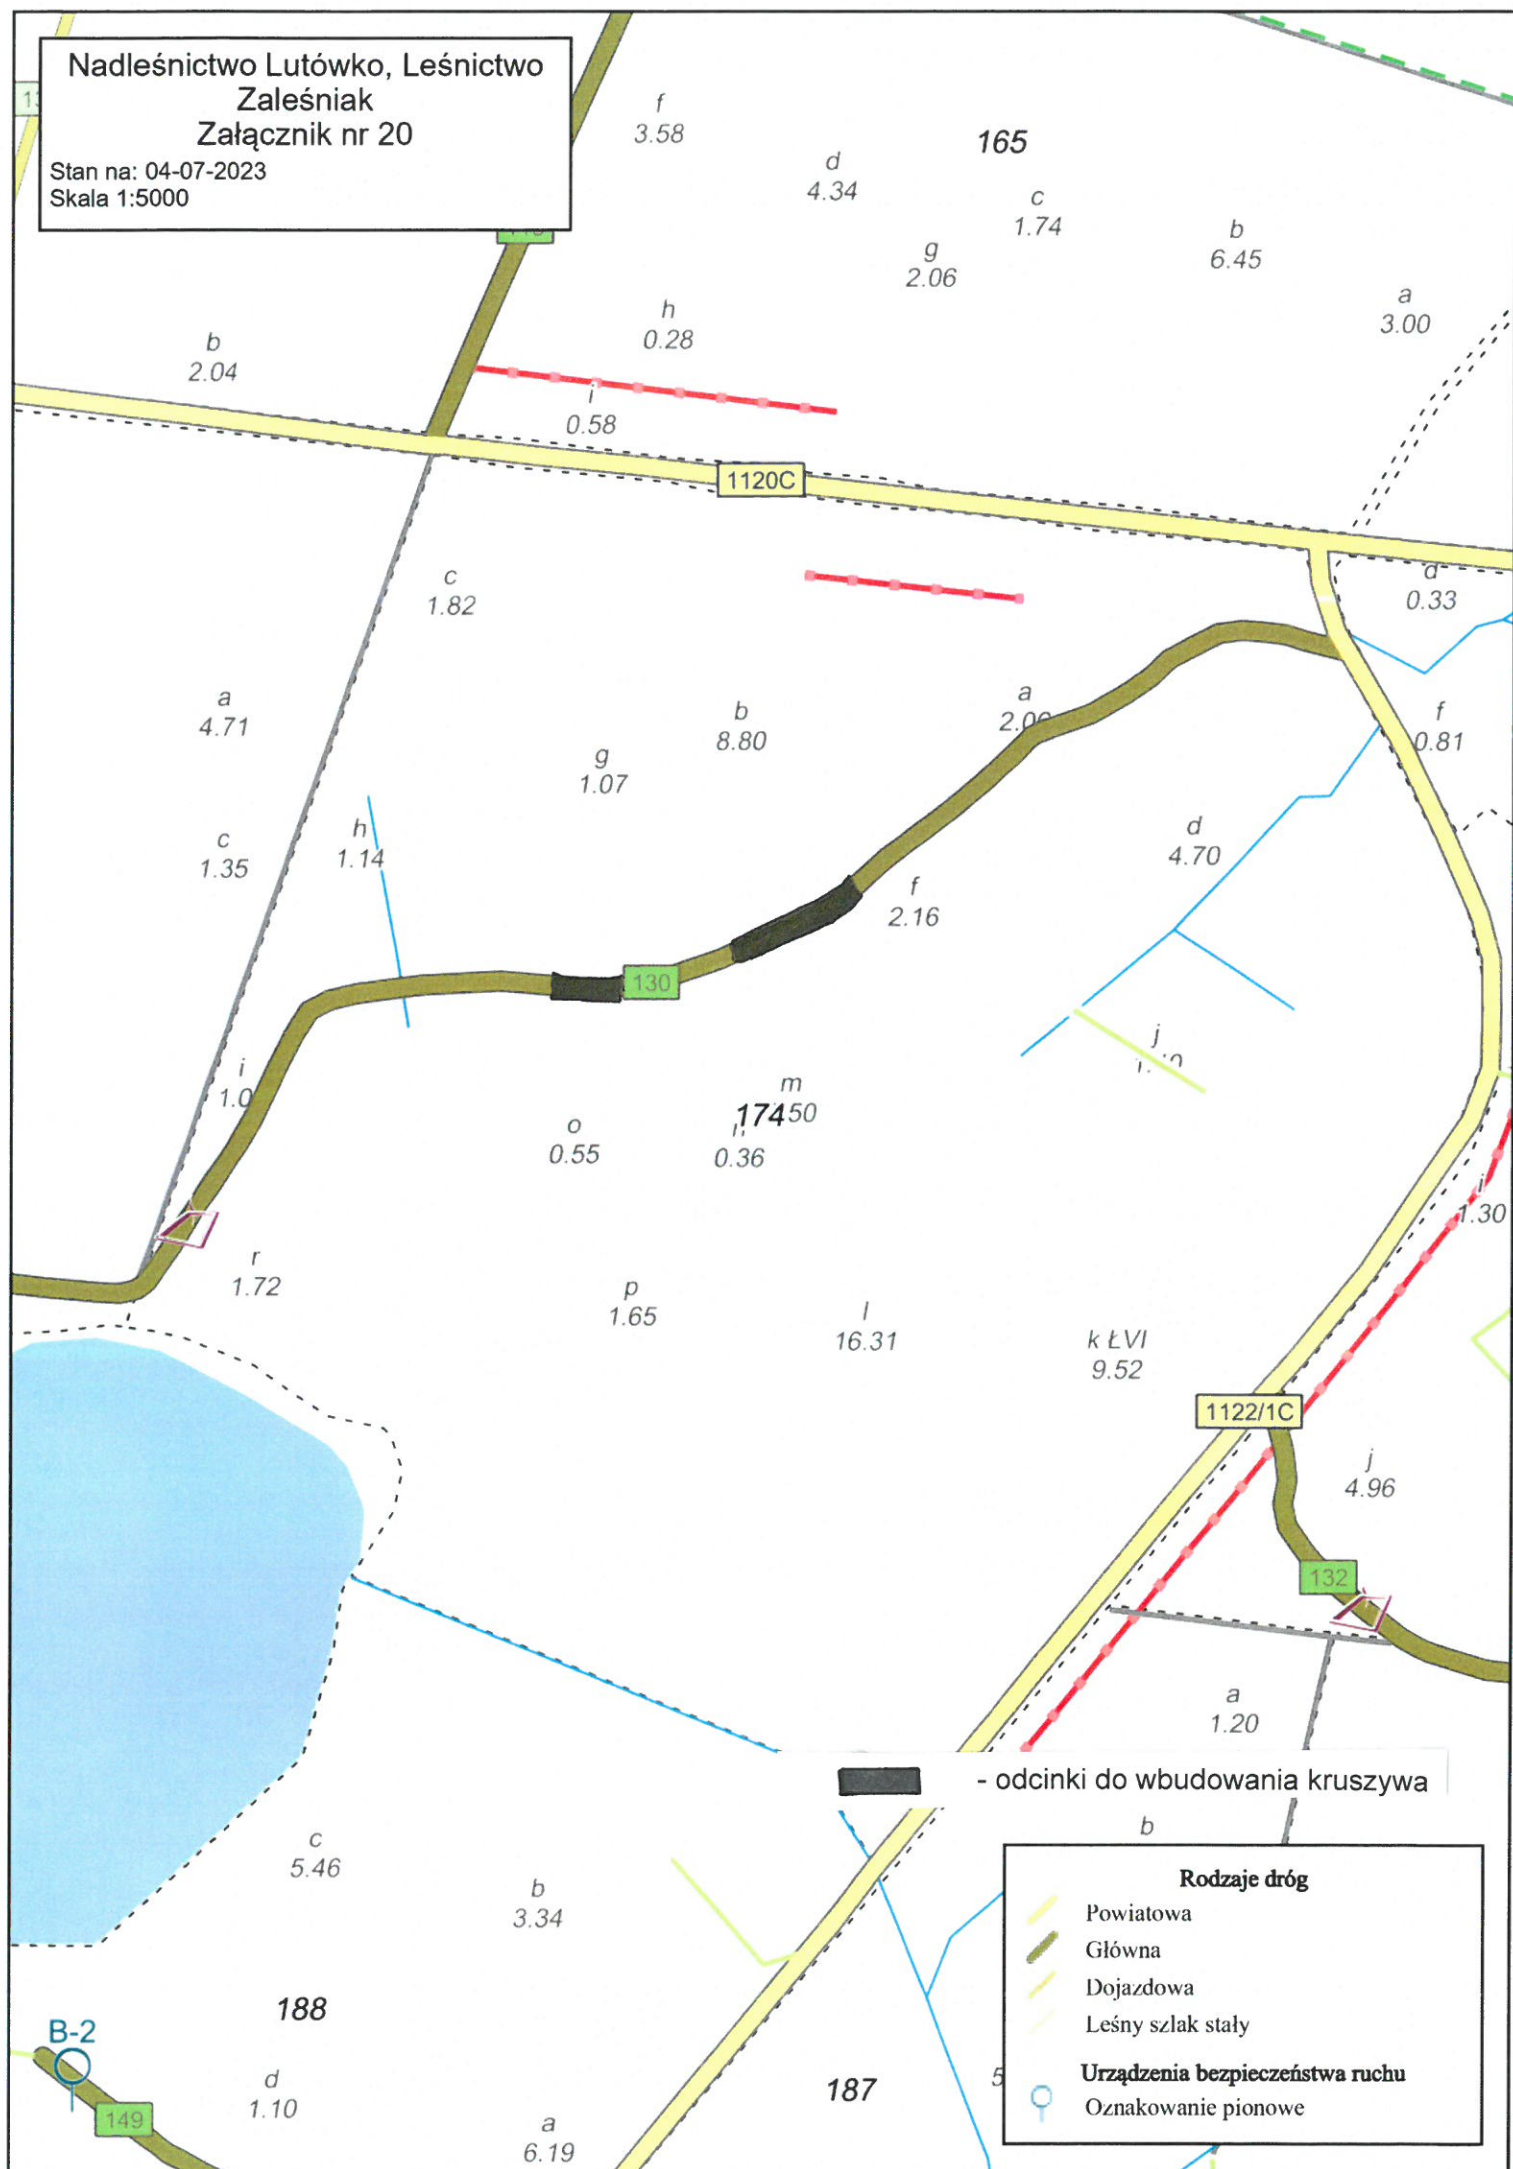 Nadleśnictwo Lutówko, Leśnictwo
Zaleśniak
Załącznik nr 20
Stan na: 04-07-2023
Skala 1:5000
f
3.58
165
d
4.34
c
1.74
b
6.45
g
2.06
a
3.00
h
0.28
b
2.04
i
0.58
1120C
c
1.82
d
0.33
a
4.71
b
8.80
a
f
0.81
g
1.07
c
1.35
h
1.14
d
4.70
f
2.16
130
j
i
1.0
m
174
50
o
0.55
0.36
1.30
r
1.72
p
1.65
l
16.31
k ŁVI
9.52
1122/1C
j
4.96
132
a
1.20
- odcinki do wbudowania kruszywa
b
c
5.46
b
3.34
Rodzaje dróg
Powiatowa
Główna
Dojazdowa
Leśny szlak stały
Urządzenia bezpieczeństwa ruchu
Oznakowanie pionowe
188
B-2
d
1.10
149
187
5
a
6.19